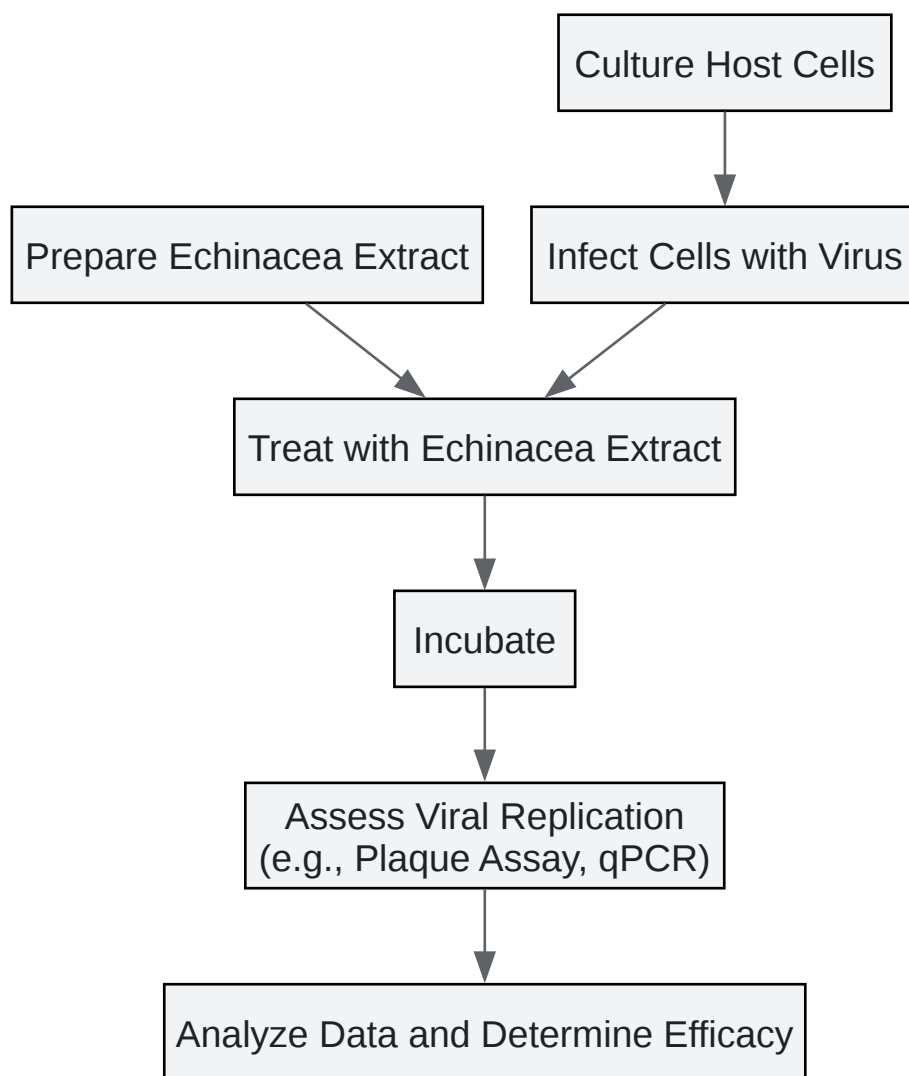 Culture Host Cells
Prepare Echinacea Extract
Infect Cells with Virus
Treat with Echinacea Extract
Incubate
Assess Viral Replication
(e.g., Plaque Assay, qPCR)
Analyze Data and Determine Efficacy